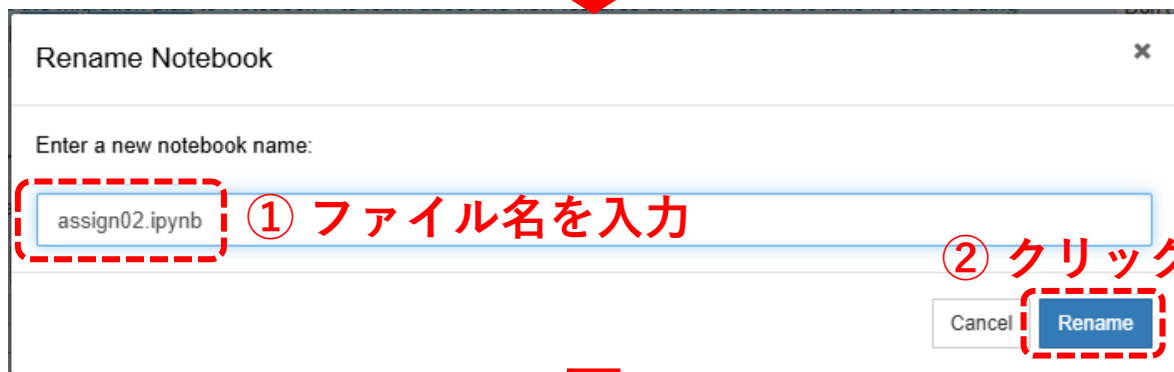 Rename Notebook
×
Enter a new notebook name:
assign02.ipynb
① ファイル名を入力
② クリック
Cancel
Rename